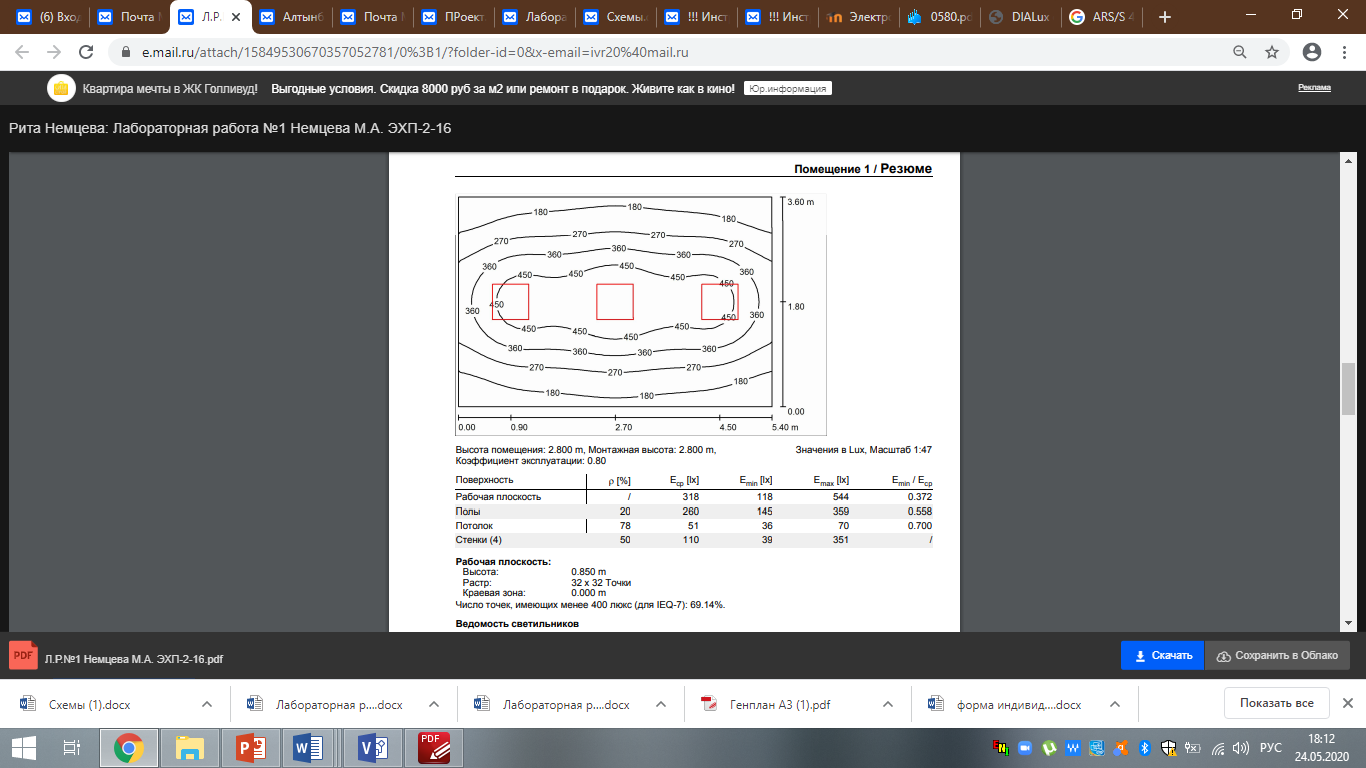 (6) Вход
Почта М
Л.Р.
Алтынб
Почта М
ПРоект
Лабора
Схемы.
!!! Инст
!!! Инст
Электро
0580.pd
DIALux
ARS/S 4
e.mail.ru/attach/15849530670357052781/0%3B1/?folder-id=0&x-email=ivr20%40mail.ru
Квартира мечты в ЖК Голливуд! Выгодные условия. Скидка 8000 руб за м2 или ремонт в подарок. Живите как в кино! Юр.информация
Реклама
Рита Немцева: Лабораторная работа №1 Немцева М.А. ЭХП-2-16
Помещение 1 / Резюме
180 180 180
270 270 270 270
360 360 360 360 360
450 450 450 450 450
450
360 360
450
450 450 450 450
360 360 360 360
270 270 270
180 180 180
3.60 m
1.80
0.00
0.00 0.90 2.70 4.50 5.40 m
Высота помещения: 2.800 m, Монтажная высота: 2.800 m,
Коэффициент эксплуатации: 0.80
Значения в Lux, Масштаб 1:47
Поверхность ρ [%] Eср [lx] Emin [lx] Emax [lx] Emin / Eср
Рабочая плоскость / 318 118 544 0.372
Полы 20 260 145 359 0.558
Потолок 78 51 36 70 0.700
Стенки (4) 50 110 39 351 /
Рабочая плоскость:
Высота: 0.850 m
Растр: 32 x 32 Точки
Краевая зона: 0.000 m
Число точек, имеющих менее 400 люкс (для IEQ-7): 69.14%.
Ведомость светильников
PDF
Л.Р.№1 Немцева М.А. ЭХП-2-16.pdf
Скачать
Сохранить в Облако
Схемы (1).docx
Лабораторная р....docx
Лабораторная р....docx
Генплан А3 (1).pdf
форма индивид....docx
Показать все
PDF
РУС
18:12
24.05.2020